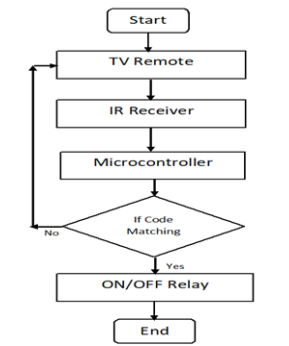 Start
TV Remote
IR Receiver
Microcontroller
If Code
Matching
No
Yes
ON/OFF Relay
End